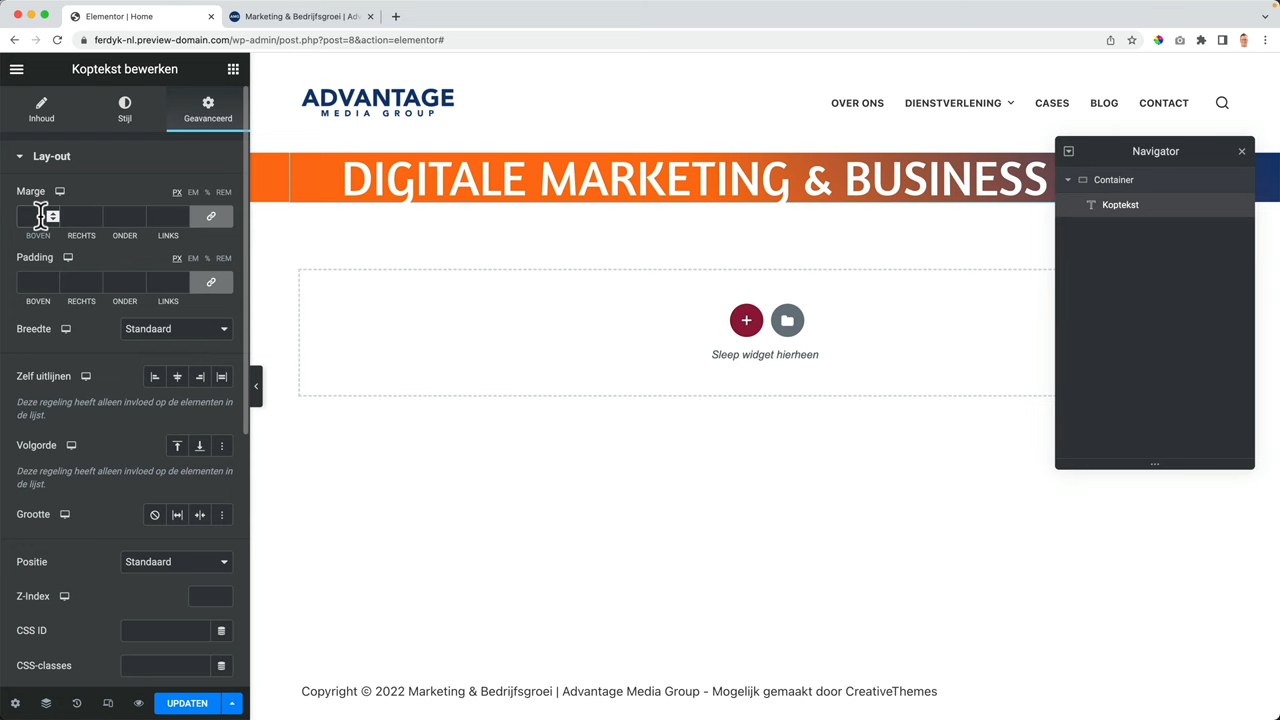 Elementor | Home
Marketing & Bedrijfsgroei | Adv
ferdyk-nl.preview-domain.com/wp-admin/post.php?post=8&action=elementor#
Koptekst bewerken
Inhoud
Stijl
Geavanceerd
Lay-out
Marge
PX EM % REM
BOVEN RECHTS ONDER LINKS
Padding
PX EM % REM
BOVEN RECHTS ONDER LINKS
Breedte
Standaard
Zelf uitlijnen
Deze regeling heeft alleen invloed op de elementen in
de lijst.
Volgorde
Deze regeling heeft alleen invloed op de elementen in
de lijst.
Grootte
Positie
Standaard
Z-Index
CSS ID
CSS-classes
UPDATEN
ADVANTAGE
MEDIA GROUP
OVER ONS DIENSTVERLENING CASES BLOG CONTACT
DIGITALE MARKETING & BUSINESS
Sleep widget hierheen
Navigator
Container
Koptekst
Copyright © 2022 Marketing & Bedrijfsgroei | Advantage Media Group - Mogelijk gemaakt door CreativeThemes